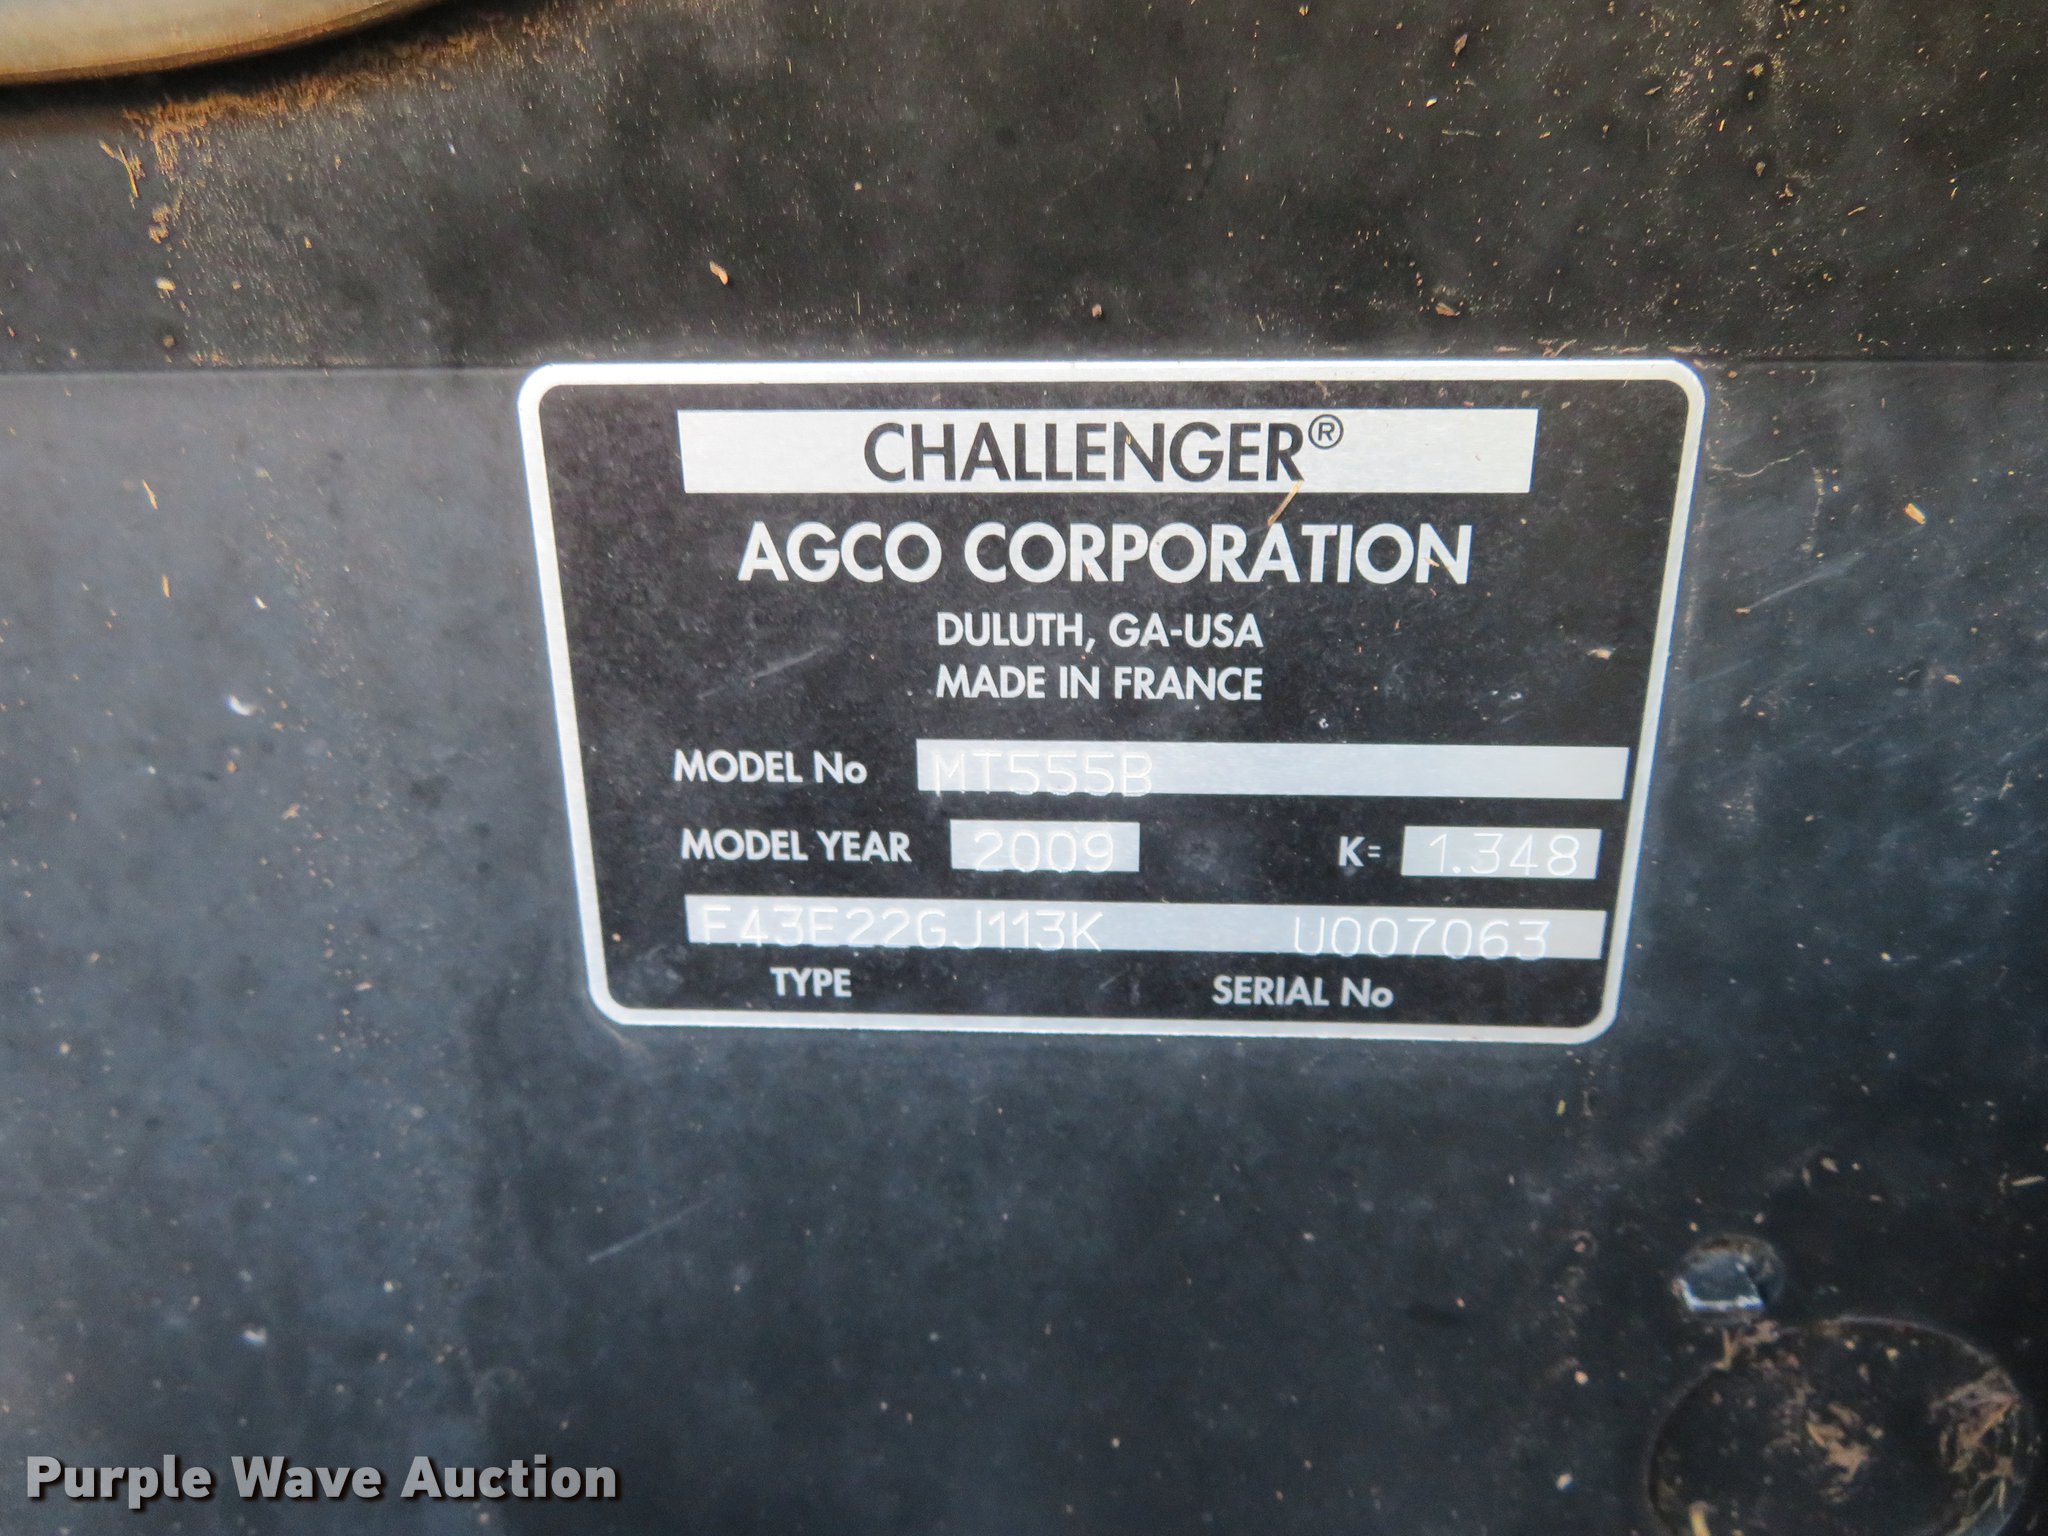 CHALLENGER®
AGCO CORPORATION
DULUTH, GA-USA
MADE IN FRANCE
MODEL No MT555B
MODEL YEAR 2009 K= 1.348
E43E22GJ113K U007063
TYPE SERIAL No
Purple Wave Auction